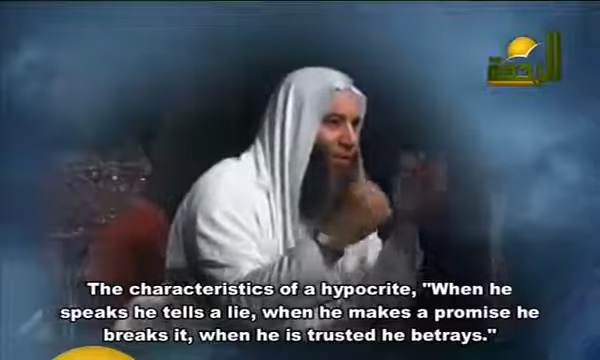 الرحمة
The characteristics of a hypocrite, "When he
speaks he tells a lie, when he makes a promise he
breaks it, when he is trusted he betrays."